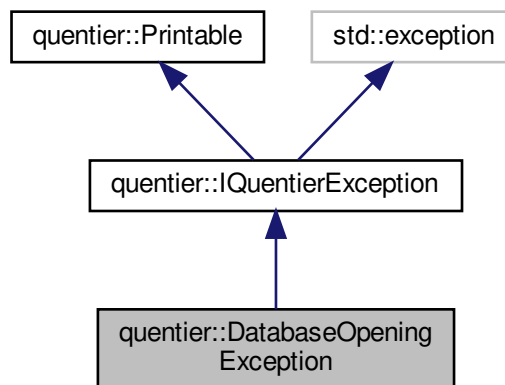 quentier::Printable
std::exception
quentier::IQuentierException
quentier::DatabaseOpening
Exception